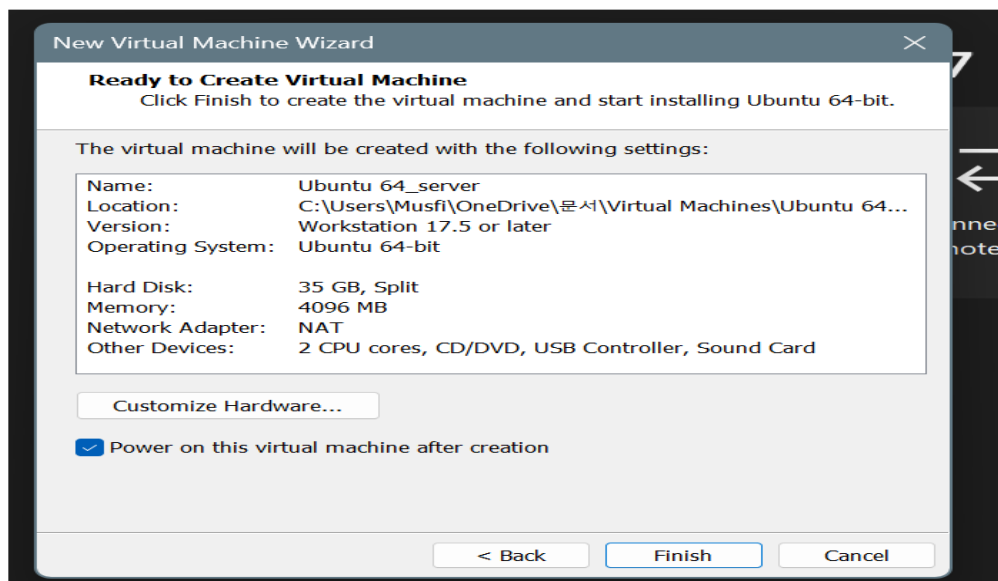 New Virtual Machine Wizard
Ready to Create Virtual Machine
Click Finish to create the virtual machine and start installing Ubuntu 64-bit.
The virtual machine will be created with the following settings:
Name: Ubuntu 64_server
Location: C:\Users\Musfi\OneDrive\문서\Virtual Machines\Ubuntu 64...
Version: Workstation 17.5 or later
Operating System: Ubuntu 64-bit
Hard Disk: 35 GB, Split
Memory: 4096 MB
Network Adapter: NAT
Other Devices: 2 CPU cores, CD/DVD, USB Controller, Sound Card
Customize Hardware...
Power on this virtual machine after creation
< Back Finish Cancel